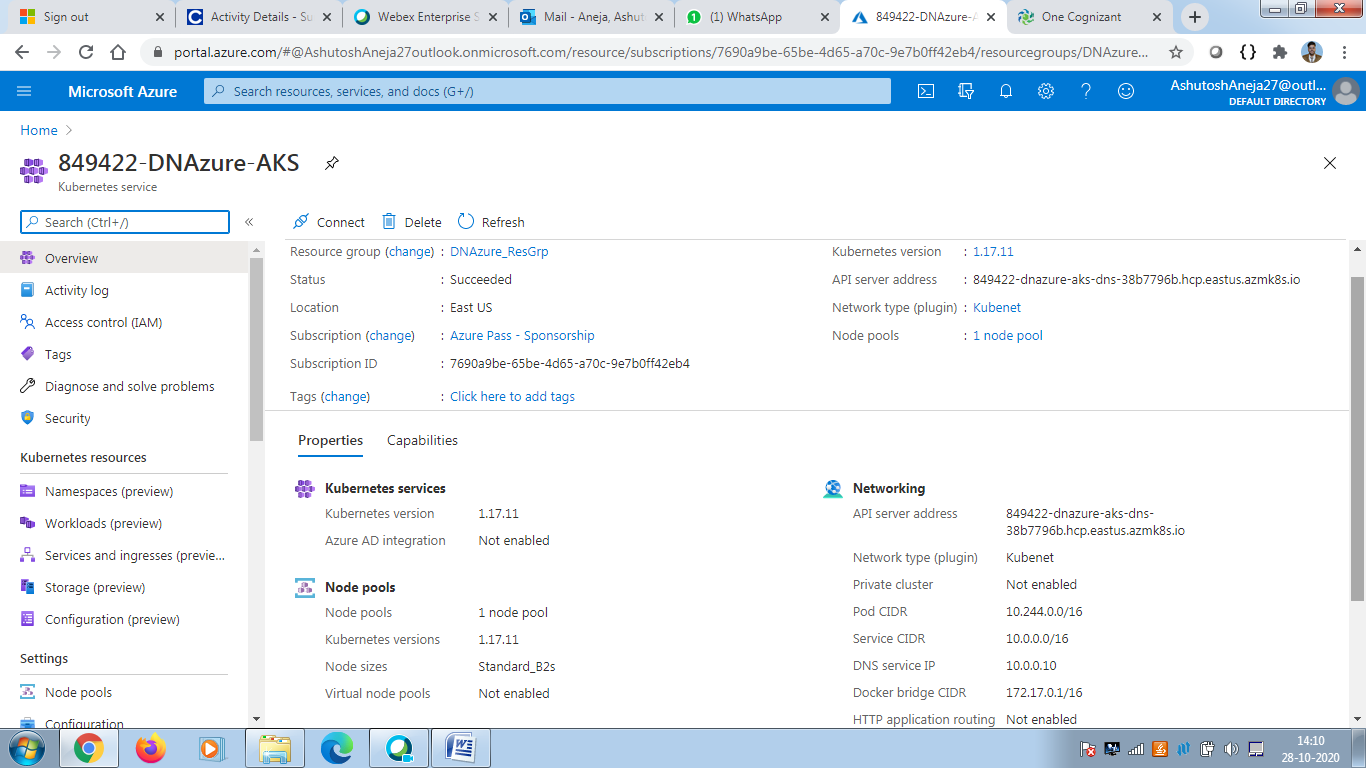 Sign out
Activity Details - Su
Webex Enterprise S
Mail - Aneja, Ashut
(1) WhatsApp
849422-DNAzure-A
One Cognizant
portal.azure.com/#@AshutoshAneja27outlook.onmicrosoft.com/resource/subscriptions/7690a9be-65be-4d65-a70c-9e7b0ff42eb4/resourcegroups/DNAzure...
Microsoft Azure
Search resources, services, and docs (G+/)
AshutoshAneja27@outl...
DEFAULT DIRECTORY
Home
849422-DNAzure-AKS
Kubernetes service
Search (Ctrl+/)
«
Connect
Delete
Refresh
Overview
Activity log
Access control (IAM)
Tags
Diagnose and solve problems
Security
Kubernetes resources
Namespaces (preview)
Workloads (preview)
Services and ingresses (previe...
Storage (preview)
Configuration (preview)
Settings
Node pools
Configuration
Resource group (change) : DNAzure_ResGrp
Status : Succeeded
Location : East US
Subscription (change) : Azure Pass - Sponsorship
Subscription ID : 7690a9be-65be-4d65-a70c-9e7b0ff42eb4
Tags (change) : Click here to add tags
Kubernetes version : 1.17.11
API server address : 849422-dnazure-aks-dns-38b7796b.hcp.eastus.azmk8s.io
Network type (plugin) : Kubenet
Node pools : 1 node pool
Properties
Capabilities
Kubernetes services
Kubernetes version 1.17.11
Azure AD integration Not enabled
Node pools
Node pools 1 node pool
Kubernetes versions 1.17.11
Node sizes Standard_B2s
Virtual node pools Not enabled
Networking
API server address 849422-dnazure-aks-dns-
38b7796b.hcp.eastus.azmk8s.io
Network type (plugin) Kubenet
Private cluster Not enabled
Pod CIDR 10.244.0.0/16
Service CIDR 10.0.0.0/16
DNS service IP 10.0.0.10
Docker bridge CIDR 172.17.0.1/16
HTTP application routing Not enabled
14:10
28-10-2020